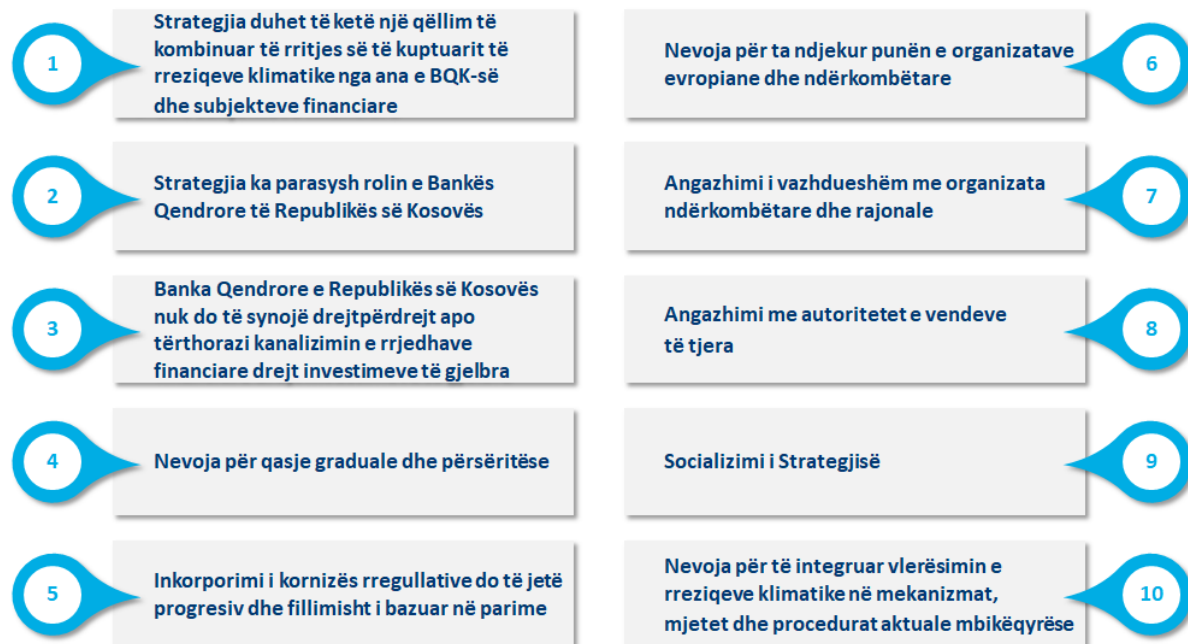 1
Strategjia duhet të ketë një qëllim të
kombinuar të rritjes së të kuptuarit të
rreziqeve klimatike nga ana e BQK-së
dhe subjekteve financiare
2
Strategjia ka parasysh rolin e Bankës
Qendrore të Republikës së Kosovës
3
Banka Qendrore e Republikës së Kosovës
nuk do të synojë drejtpërdrejt apo
tërthorazi kanalizimin e rrjedhave
financiare drejt investimeve të gjelbra
4
Nevoja për qasje graduale dhe përsëritëse
5
Inkorporimi i kornizës rregullative do të jetë
progresiv dhe fillimisht i bazuar në parime
Nevoja për ta ndjekur punën e organizatave
evropiane dhe ndërkombëtare
6
Angazhimi i vazhdueshëm me organizata
ndërkombëtare dhe rajonale
7
Angazhimi me autoritetet e vendeve
të tjera
8
Socializimi i Strategjisë
9
Nevoja për të integruar vlerësimin e
rreziqeve klimatike në mekanizmat,
mjetet dhe procedurat aktuale mbikëqyrëse
10